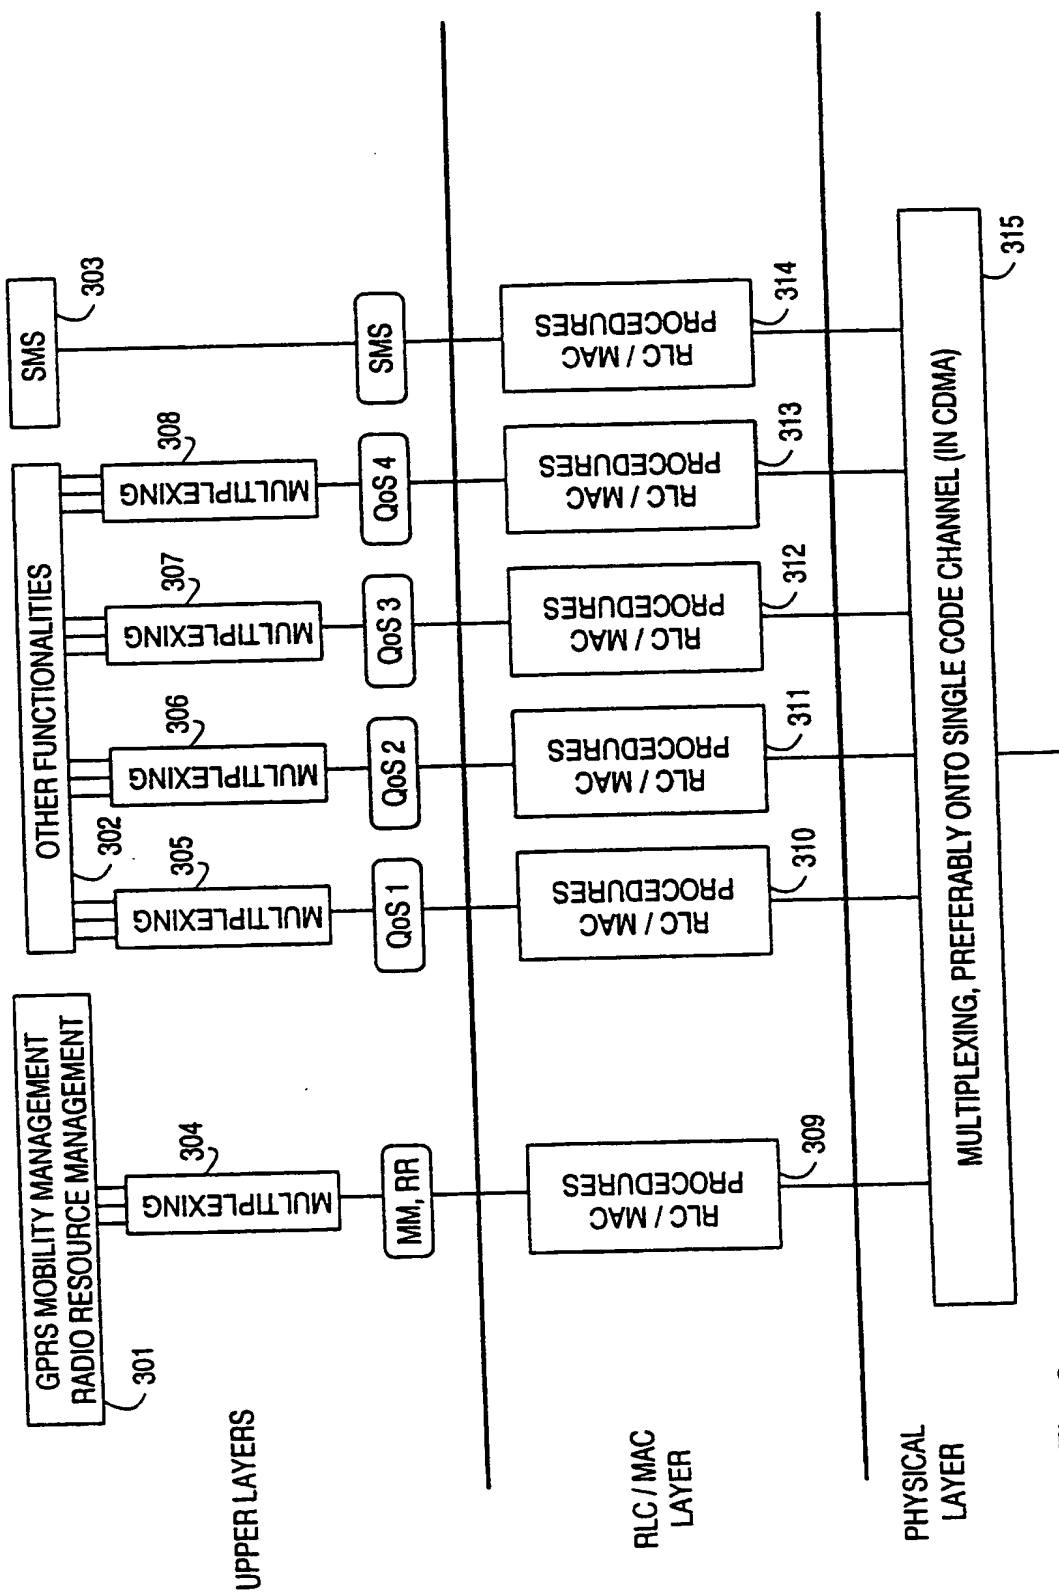 GPRS MOBILITY MANAGEMENT
RADIO RESOURCE MANAGEMENT
301
OTHER FUNCTIONALITIES
302
SMS
303
MULTIPLEXING
304
MULTIPLEXING
305
MULTIPLEXING
306
MULTIPLEXING
307
MULTIPLEXING
308
UPPER LAYERS
MM, RR
QoS 1
QoS 2
QoS 3
QoS 4
SMS
RLC / MAC
LAYER
RLC / MAC
PROCEDURES
309
RLC / MAC
PROCEDURES
310
RLC / MAC
PROCEDURES
311
RLC / MAC
PROCEDURES
312
RLC / MAC
PROCEDURES
313
RLC / MAC
PROCEDURES
314
PHYSICAL
LAYER
MULTIPLEXING, PREFERABLY ONTO SINGLE CODE CHANNEL (IN CDMA)
315